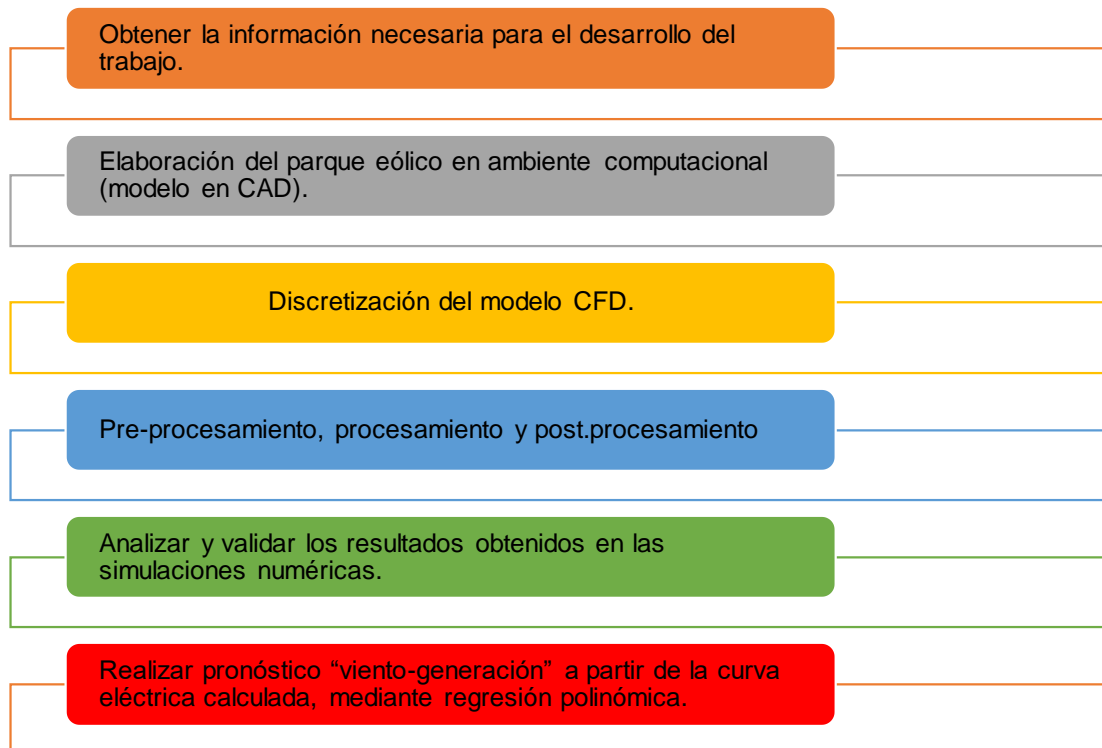 Obtener la información necesaria para el desarrollo del
trabajo.
Elaboración del parque eólico en ambiente computacional
(modelo en CAD).
Discretización del modelo CFD.
Pre-procesamiento, procesamiento y post.procesamiento
Analizar y validar los resultados obtenidos en las
simulaciones numéricas.
Realizar pronóstico “viento-generación” a partir de la curva
eléctrica calculada, mediante regresión polinómica.